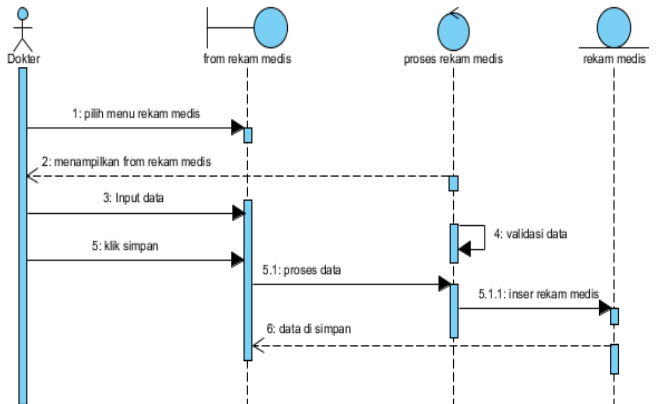 Dokter
from rekam medis
proses rekam medis
rekam medis
1: pilih menu rekam medis
2: menampilkan from rekam medis
3: Input data
4: validasi data
5: klik simpan
5.1: proses data
5.1.1: inser rekam medis
6: data di simpan